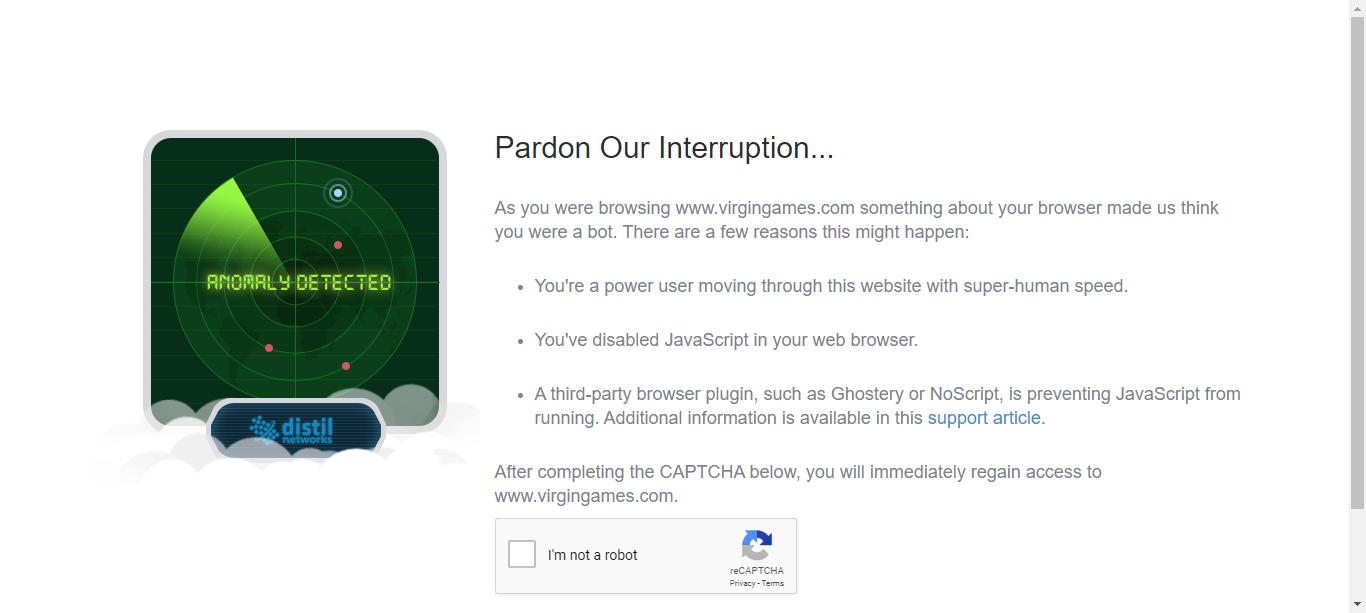 Pardon Our Interruption...
As you were browsing www.virgingames.com something about your browser made us think
you were a bot. There are a few reasons this might happen:
You're a power user moving through this website with super-human speed.
You've disabled JavaScript in your web browser.
A third-party browser plugin, such as Ghostery or NoScript, is preventing JavaScript from
running. Additional information is available in this support article.
After completing the CAPTCHA below, you will immediately regain access to
www.virgingames.com.
I'm not a robot
reCAPTCHA
Privacy - Terms
ANOMALY DETECTED
distil
networks